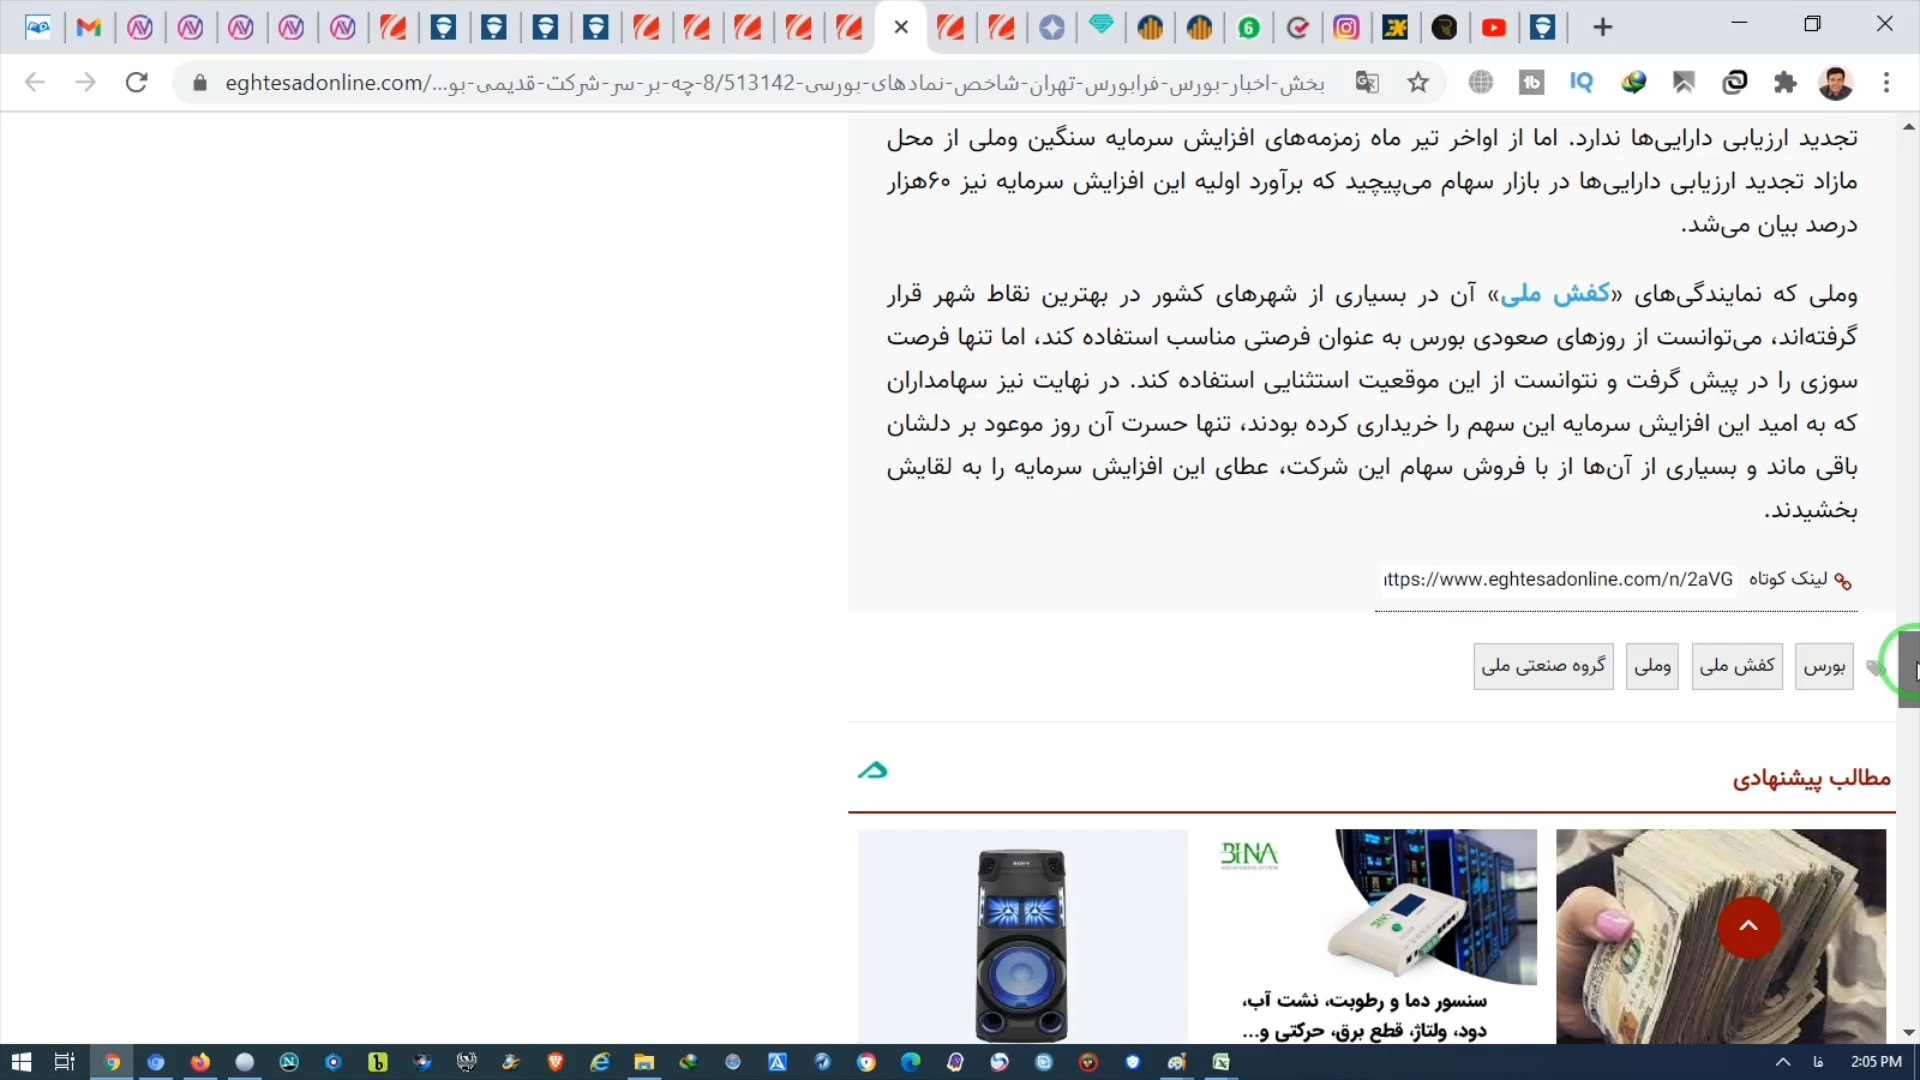 eghtesadonline.com/بخش-اخبار-بورس-فرابورس-تهران-شاخص-نمادهای-بورسی-8/513142-چه-بر-سر-شرکت-قدیمی-بو...
تجدید ارزیابی دارایی‌ها ندارد. اما از اواخر تیر ماه زمزمه‌های افزایش سرمایه سنگین وملی از محل
مازاد تجدید ارزیابی دارایی‌ها در بازار سهام می‌پیچید که برآورد اولیه این افزایش سرمایه نیز ۶۰هزار
درصد بیان می‌شد.
وملی که نمایندگی‌های «کفش ملی» آن در بسیاری از شهرهای کشور در بهترین نقاط شهر قرار
گرفته‌اند، می‌توانست از روزهای صعودی بورس به عنوان فرصتی مناسب استفاده کند، اما تنها فرصت
سوزی را در پیش گرفت و نتوانست از این موقعیت استثنایی استفاده کند. در نهایت نیز سهامداران
که به امید این افزایش سرمایه این سهم را خریداری کرده بودند، تنها حسرت آن روز موعود بر دلشان
باقی ماند و بسیاری از آن‌ها از با فروش سهام این شرکت، عطای این افزایش سرمایه را به لقایش
بخشیدند.
لینک کوتاه ttps://www.eghtesadonline.com/n/2aVG
بورس کفش ملی وملی گروه صنعتی ملی
مطالب پیشنهادی
SONY
BINA
سنسور دما و رطوبت، نشت آب،
دود، ولتاژ، قطع برق، حرکتی و...
فا 2:05 PM